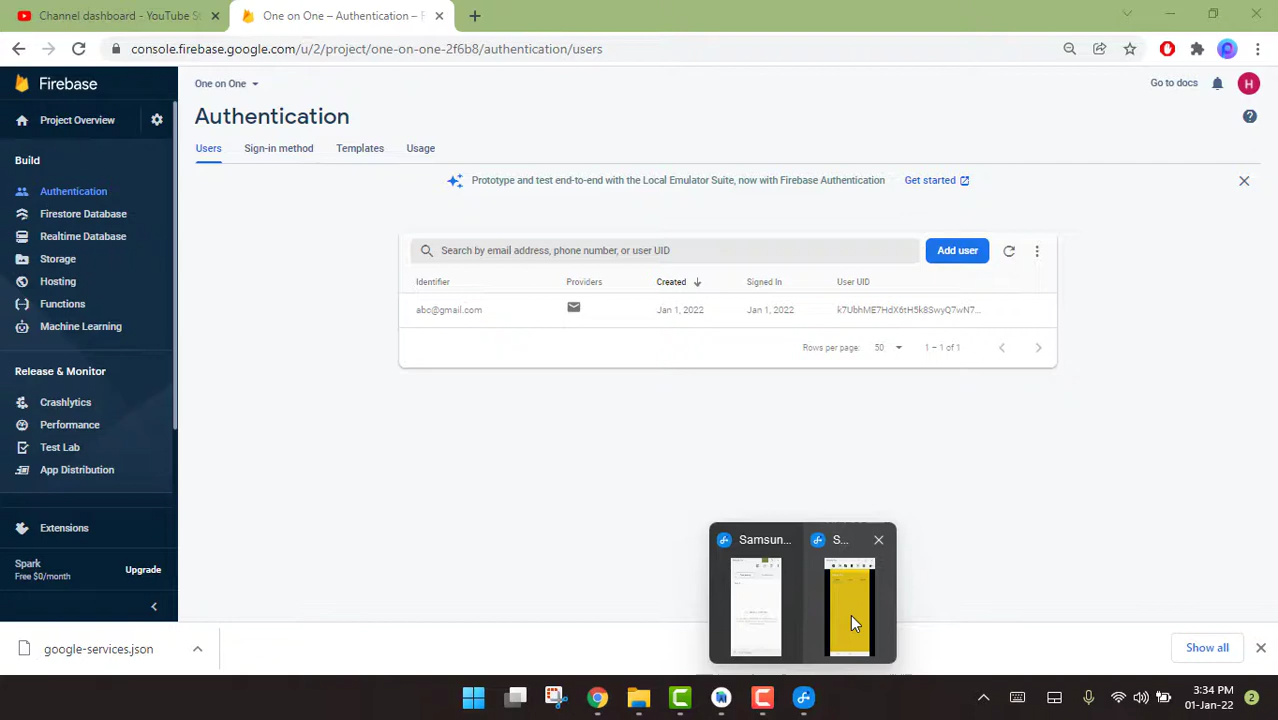 Channel dashboard - YouTube St
One on One – Authentication – F
console.firebase.google.com/u/2/project/one-on-one-2f6b8/authentication/users
Firebase
One on One
Go to docs
H
Project Overview
Authentication
Users
Sign-in method
Templates
Usage
Build
Prototype and test end-to-end with the Local Emulator Suite, now with Firebase Authentication
Get started
Authentication
Firestore Database
Realtime Database
Storage
Hosting
Functions
Machine Learning
Search by email address, phone number, or user UID
Add user
Identifier
Providers
Created
Signed In
User UID
abc@gmail.com
Jan 1, 2022
Jan 1, 2022
k7UbhME7HdX6tH5k8SwyQ7wN7...
Rows per page:
50
1 – 1 of 1
Release & Monitor
Crashlytics
Performance
Test Lab
App Distribution
Extensions
Spark
Free $0/month
Upgrade
Samsun...
S...
google-services.json
Show all
3:34 PM
01-Jan-22
2